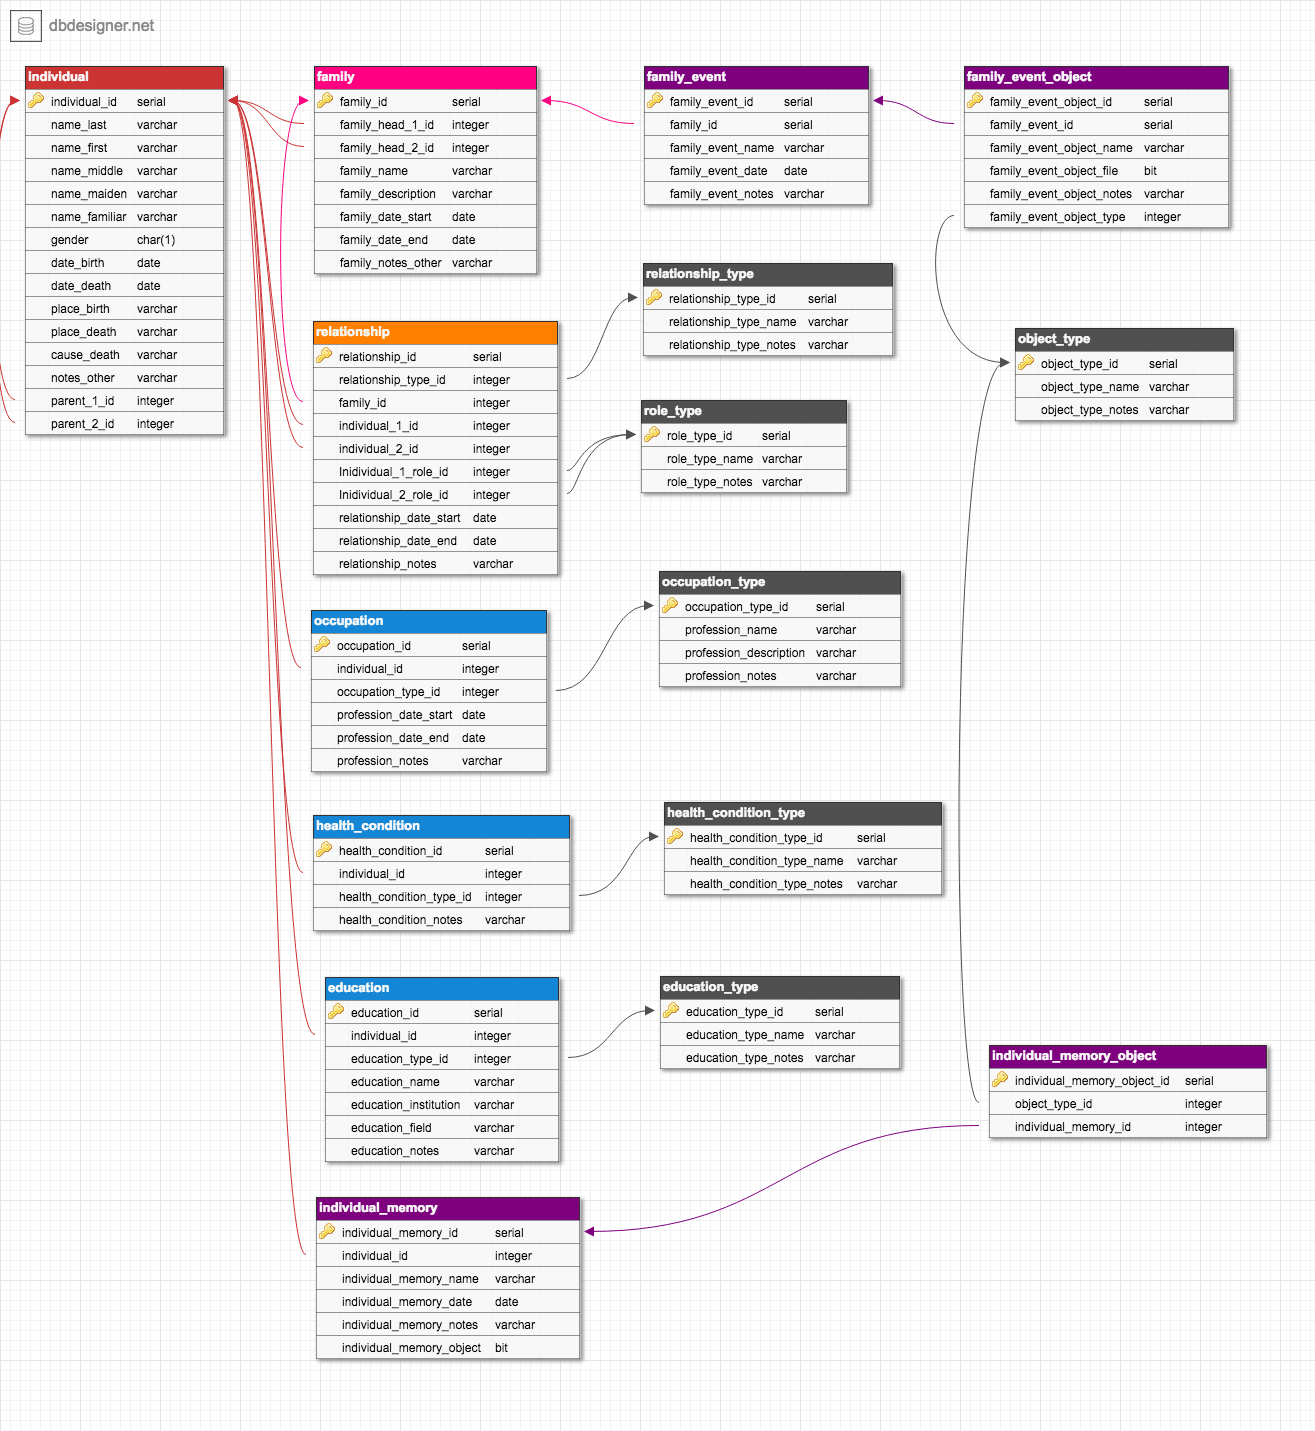 dbdesigner.net
individual
individual_id serial
name_last varchar
name_first varchar
name_middle varchar
name_maiden varchar
name_familiar varchar
gender char(1)
date_birth date
date_death date
place_birth varchar
place_death varchar
cause_death varchar
notes_other varchar
parent_1_id integer
parent_2_id integer
family
family_id serial
family_head_1_id integer
family_head_2_id integer
family_name varchar
family_description varchar
family_date_start date
family_date_end date
family_notes_other varchar
family_event
family_event_id serial
family_id serial
family_event_name varchar
family_event_date date
family_event_notes varchar
family_event_object
family_event_object_id serial
family_event_id serial
family_event_object_name varchar
family_event_object_file bit
family_event_object_notes varchar
family_event_object_type integer
relationship_type
relationship_type_id serial
relationship_type_name varchar
relationship_type_notes varchar
object_type
object_type_id serial
object_type_name varchar
object_type_notes varchar
relationship
relationship_id serial
relationship_type_id integer
family_id integer
individual_1_id integer
individual_2_id integer
Inidividual_1_role_id integer
Inidividual_2_role_id integer
relationship_date_start date
relationship_date_end date
relationship_notes varchar
role_type
role_type_id serial
role_type_name varchar
role_type_notes varchar
occupation_type
occupation_type_id serial
profession_name varchar
profession_description varchar
profession_notes varchar
occupation
occupation_id serial
individual_id integer
occupation_type_id integer
profession_date_start date
profession_date_end date
profession_notes varchar
health_condition_type
health_condition_type_id serial
health_condition_type_name varchar
health_condition_type_notes varchar
health_condition
health_condition_id serial
individual_id integer
health_condition_type_id integer
health_condition_notes varchar
education
education_id serial
individual_id integer
education_type_id integer
education_name varchar
education_institution varchar
education_field varchar
education_notes varchar
education_type
education_type_id serial
education_type_name varchar
education_type_notes varchar
individual_memory_object
individual_memory_object_id serial
object_type_id integer
individual_memory_id integer
individual_memory
individual_memory_id serial
individual_id integer
individual_memory_name varchar
individual_memory_date date
individual_memory_notes varchar
individual_memory_object bit